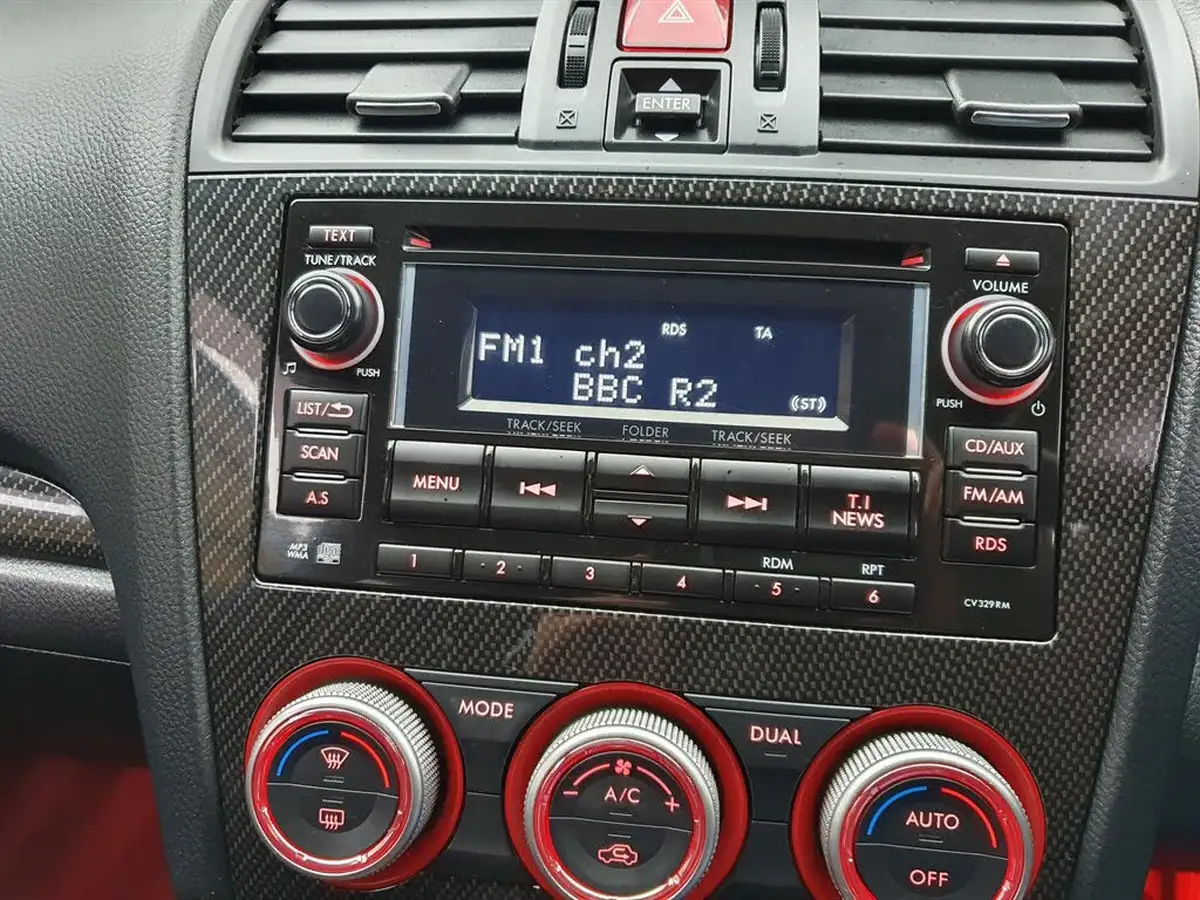 ENTER
TEXT
TUNE/TRACK
VOLUME
PUSH
PUSH
RDS TA
FM1 ch2
BBC R2
((ST))
TRACK/SEEK FOLDER TRACK/SEEK
LIST/
SCAN
A.S
MENU
T.I
NEWS
CD/AUX
FM/AM
RDS
MP3
WMA
RDM RPT
1 2 3 4 5 6
CV329RM
MODE
DUAL
- A/C +
AUTO
OFF